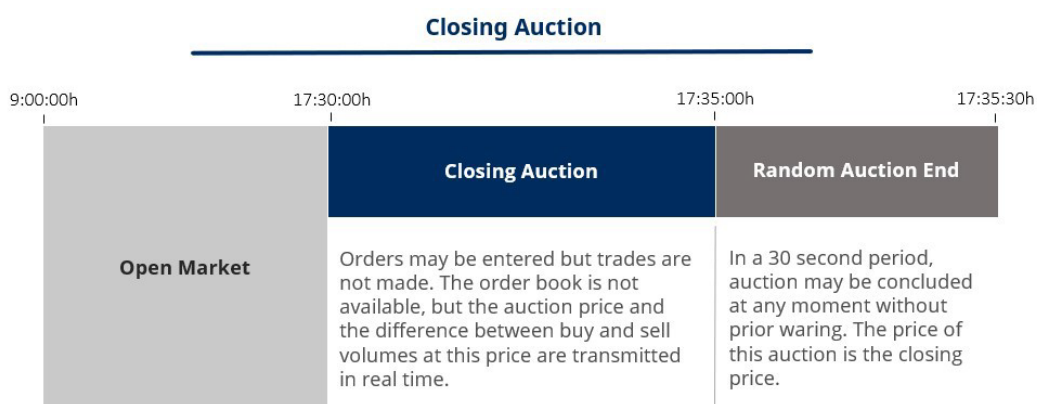 Closing Auction
9:00:00h
17:30:00h
17:35:00h
17:35:30h
Open Market
Closing Auction
Orders may be entered but trades are
not made. The order book is not
available, but the auction price and
the difference between buy and sell
volumes at this price are transmitted
in real time.
Random Auction End
In a 30 second period,
auction may be concluded
at any moment without
prior waring. The price of
this auction is the closing
price.